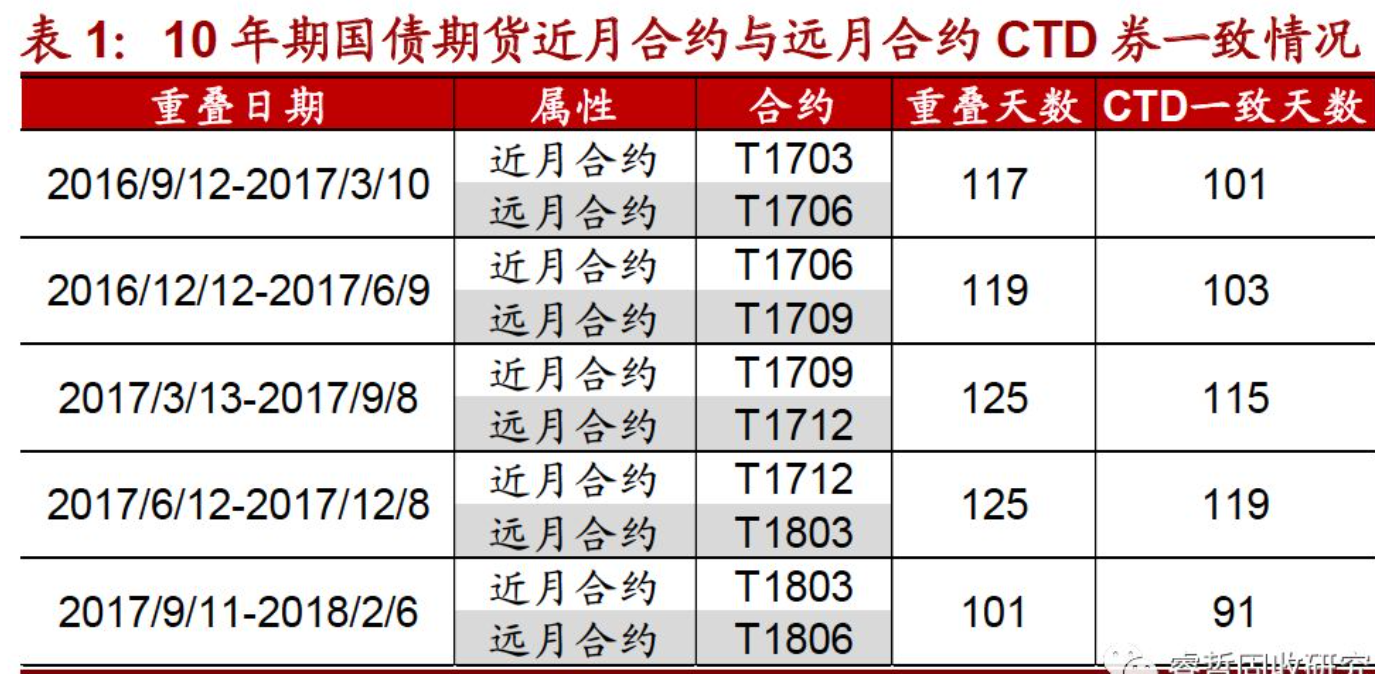 表 1： 10 年期国债期货近月合约与远月合约 CTD 券一致情况
重叠日期 属性 合约 重叠天数 CTD一致天数
2016/9/12-2017/3/10 近月合约 T1703 117 101
远月合约 T1706
2016/12/12-2017/6/9 近月合约 T1706 119 103
远月合约 T1709
2017/3/13-2017/9/8 近月合约 T1709 125 115
远月合约 T1712
2017/6/12-2017/12/8 近月合约 T1712 125 119
远月合约 T1803
2017/9/11-2018/2/6 近月合约 T1803 101 91
远月合约 T1806
睿哲固收研究